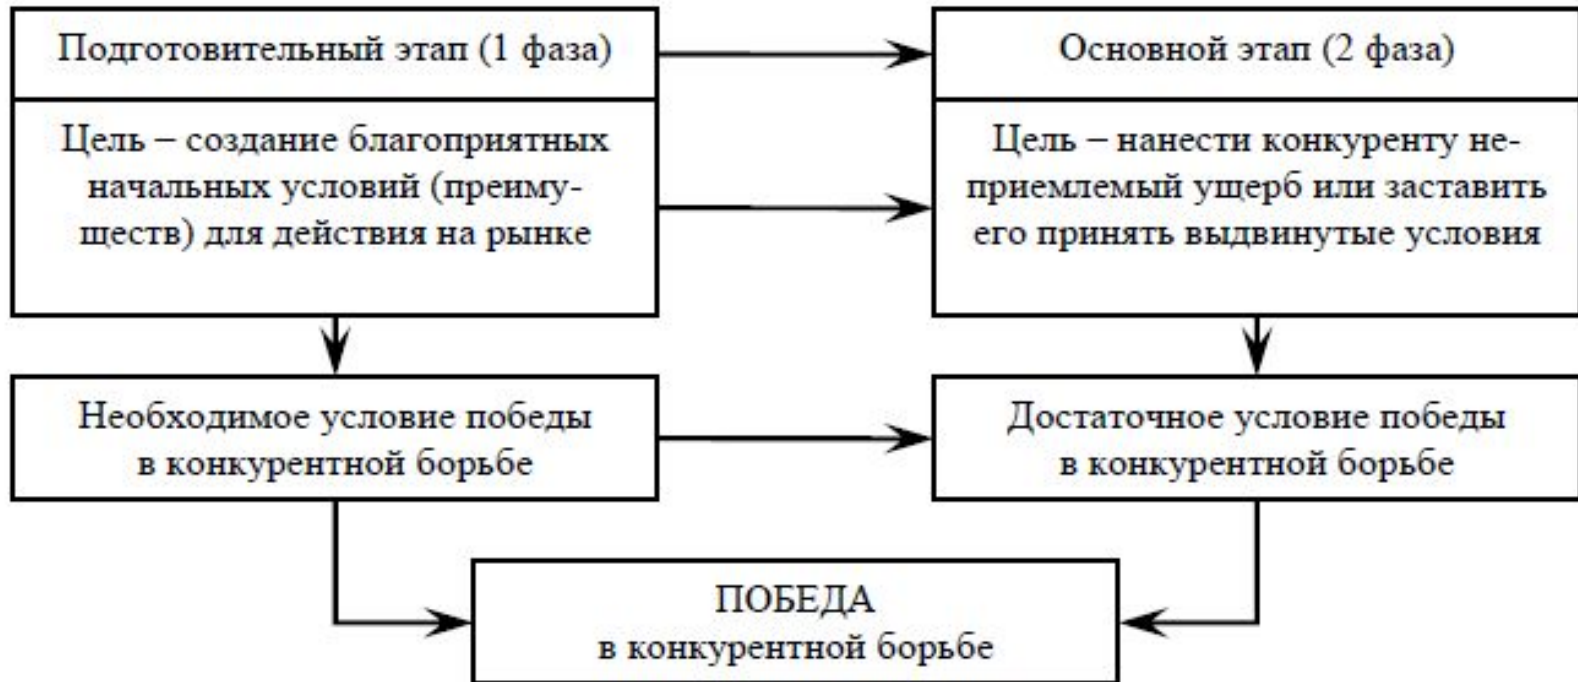 Подготовительный этап (1 фаза)
Цель – создание благоприятных
начальных условий (преиму-
ществ) для действия на рынке
Основной этап (2 фаза)
Цель – нанести конкуренту не-
приемлемый ущерб или заставить
его принять выдвинутые условия
Необходимое условие победы
в конкурентной борьбе
Достаточное условие победы
в конкурентной борьбе
ПОБЕДА
в конкурентной борьбе